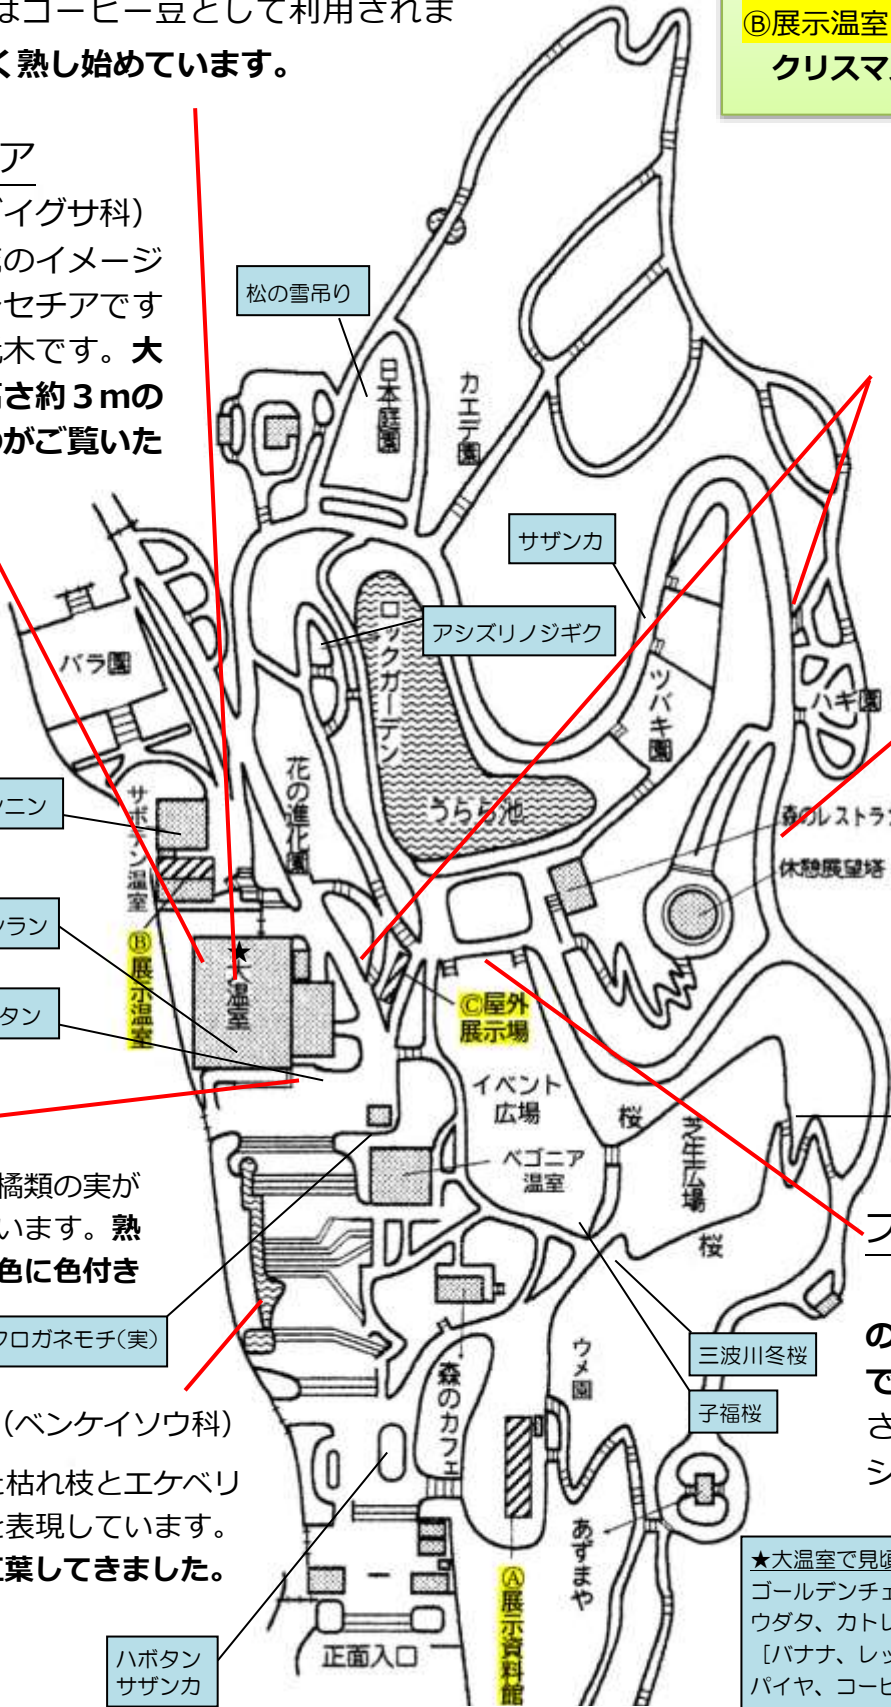 はコーヒー豆として利用されま
く熟し始めています。
Ⓑ展示温室
クリスマ
ア
イグサ科）
のイメージ
セチアです
木です。大
高さ約３ｍの
がご覧いた
松の雪吊り
日本庭園
カエデ園
サザンカ
アシズリノジギク
ロックガーデン
うらら池
ツバキ園
ハギ園
バラ園
花の進化園
サボテン温室
ニン
ラン
タン
Ⓑ展示温室
★大温室
森のレストラン
休憩展望塔
Ⓒ屋外
展示場
イベント
広場
桜
芝生広場
桜
ベゴニア
温室
橘類の実が
います。熟
色に色付き
クロガネモチ(実)
フ
の
で
さ
シ
三波川冬桜
子福桜
ウメ園
森のカフェ
（ベンケイソウ科）
枯れ枝とエケベリ
を表現しています。
葉してきました。
あずまや
Ⓐ展示資料館
正面入口
ハボタン
サザンカ
★大温室で見頃
ゴールデンチェ
ウダタ、カトレ
［バナナ、レッ
パイヤ、コーヒ